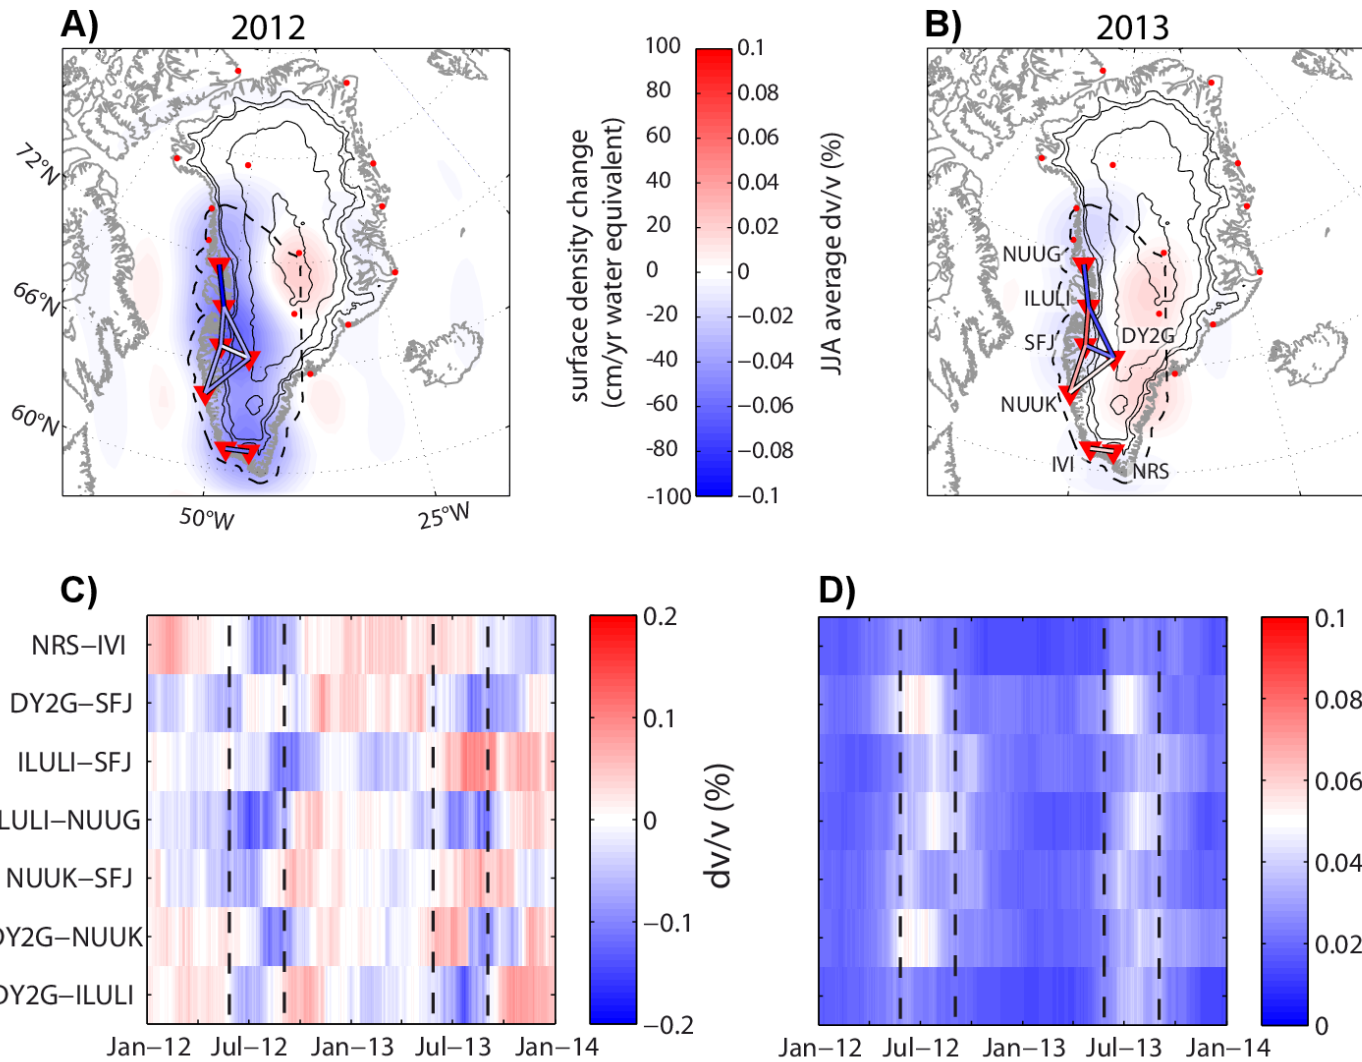 A)
2012
B)
2013
72°N
66°N
60°N
50°W
25°W
100
80
60
40
20
0
-20
-40
-60
-80
-100
0.1
0.08
0.06
0.04
0.02
0
−0.02
−0.04
−0.06
−0.08
−0.1
surface density change
(cm/yr water equivalent)
JJA average dv/v (%)
NUUG
ILULI
SFJ
DY2G
NUUK
IVI
NRS
C)
NRS−IVI
DY2G−SFJ
ILULI−SFJ
LULI−NUUG
NUUK−SFJ
DY2G−NUUK
DY2G−ILULI
Jan−12
Jul−12
Jan−13
Jul−13
Jan−14
0.2
0.1
0
−0.1
−0.2
dv/v (%)
D)
Jan−12
Jul−12
Jan−13
Jul−13
Jan−14
0.1
0.08
0.06
0.04
0.02
0